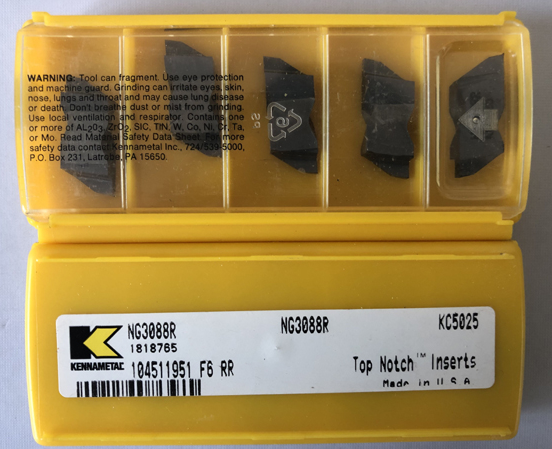 WARNING: Tool can fragment. Use eye protection
and machine guard. Grinding can irritate eyes, skin,
nose, lungs and throat and may cause lung disease
or death. Don't breathe dust or mist from grinding.
Use local ventilation and respirator. Contains one
or more of AL2O3, ZrO2, SIC, TIN, W, Co, Ni, Cr, Ta,
or Mo. Read Material Safety Data Sheet. For more
safety data contact Kennametal Inc., 724/539-5000,
P.O. Box 231, Latrobe, PA 15650.
NG3088R NG3088R KC5025
1818765
KENNAMETAL
104511951 F6 RR
Top Notch™ Inserts
Made in U S A